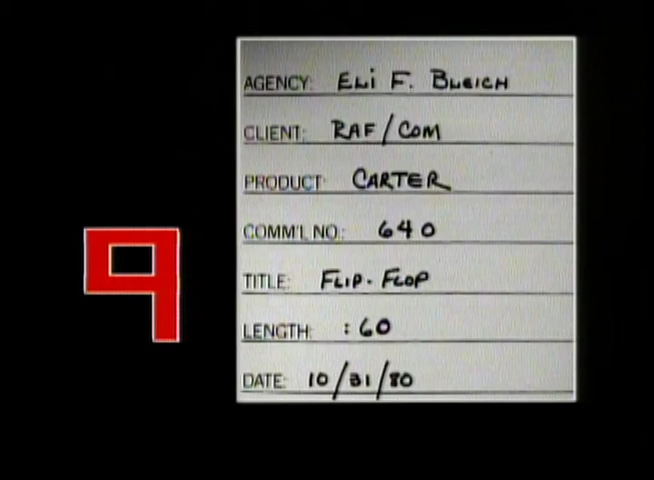 AGENCY: ELI F. BLEICH
CLIENT: RAF/COM
PRODUCT: CARTER
COMM'L NO.: 640
9
TITLE: FLIP-FLOP
LENGTH: :60
DATE: 10/31/80